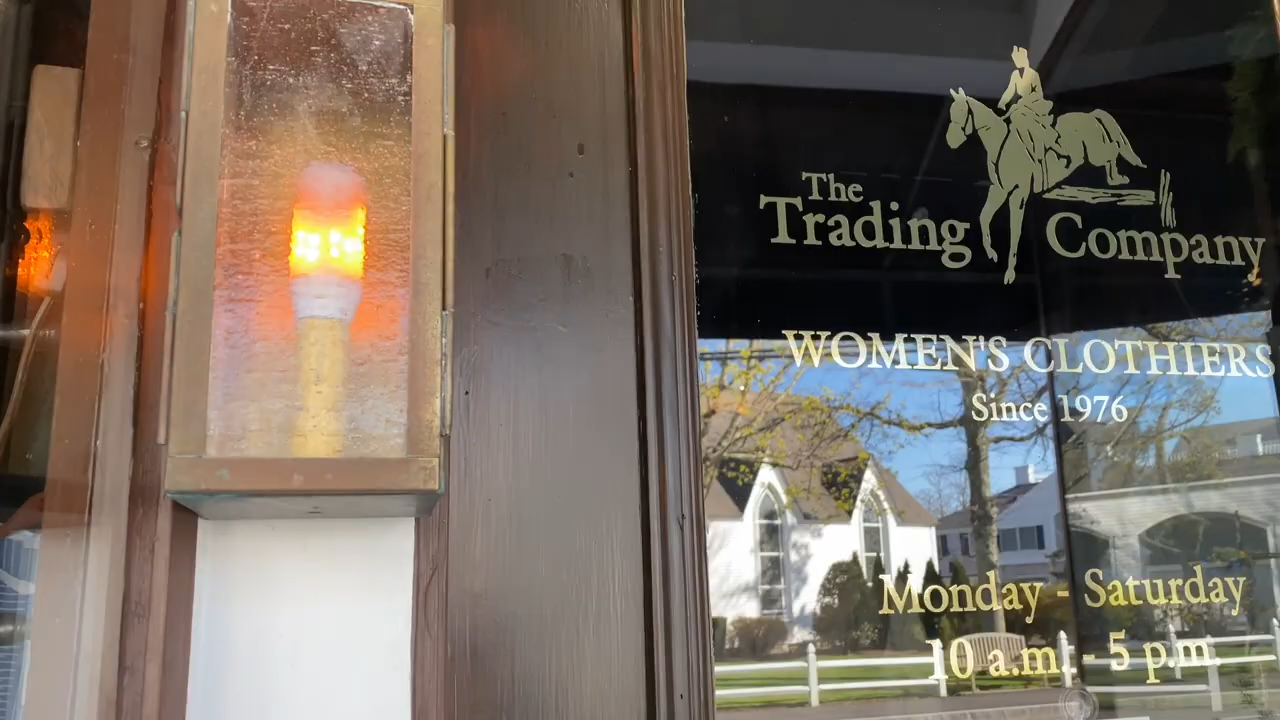 The
Trading Company
WOMEN'S CLOTHIERS
Since 1976
Monday - Saturday
10 a.m. - 5 p.m.